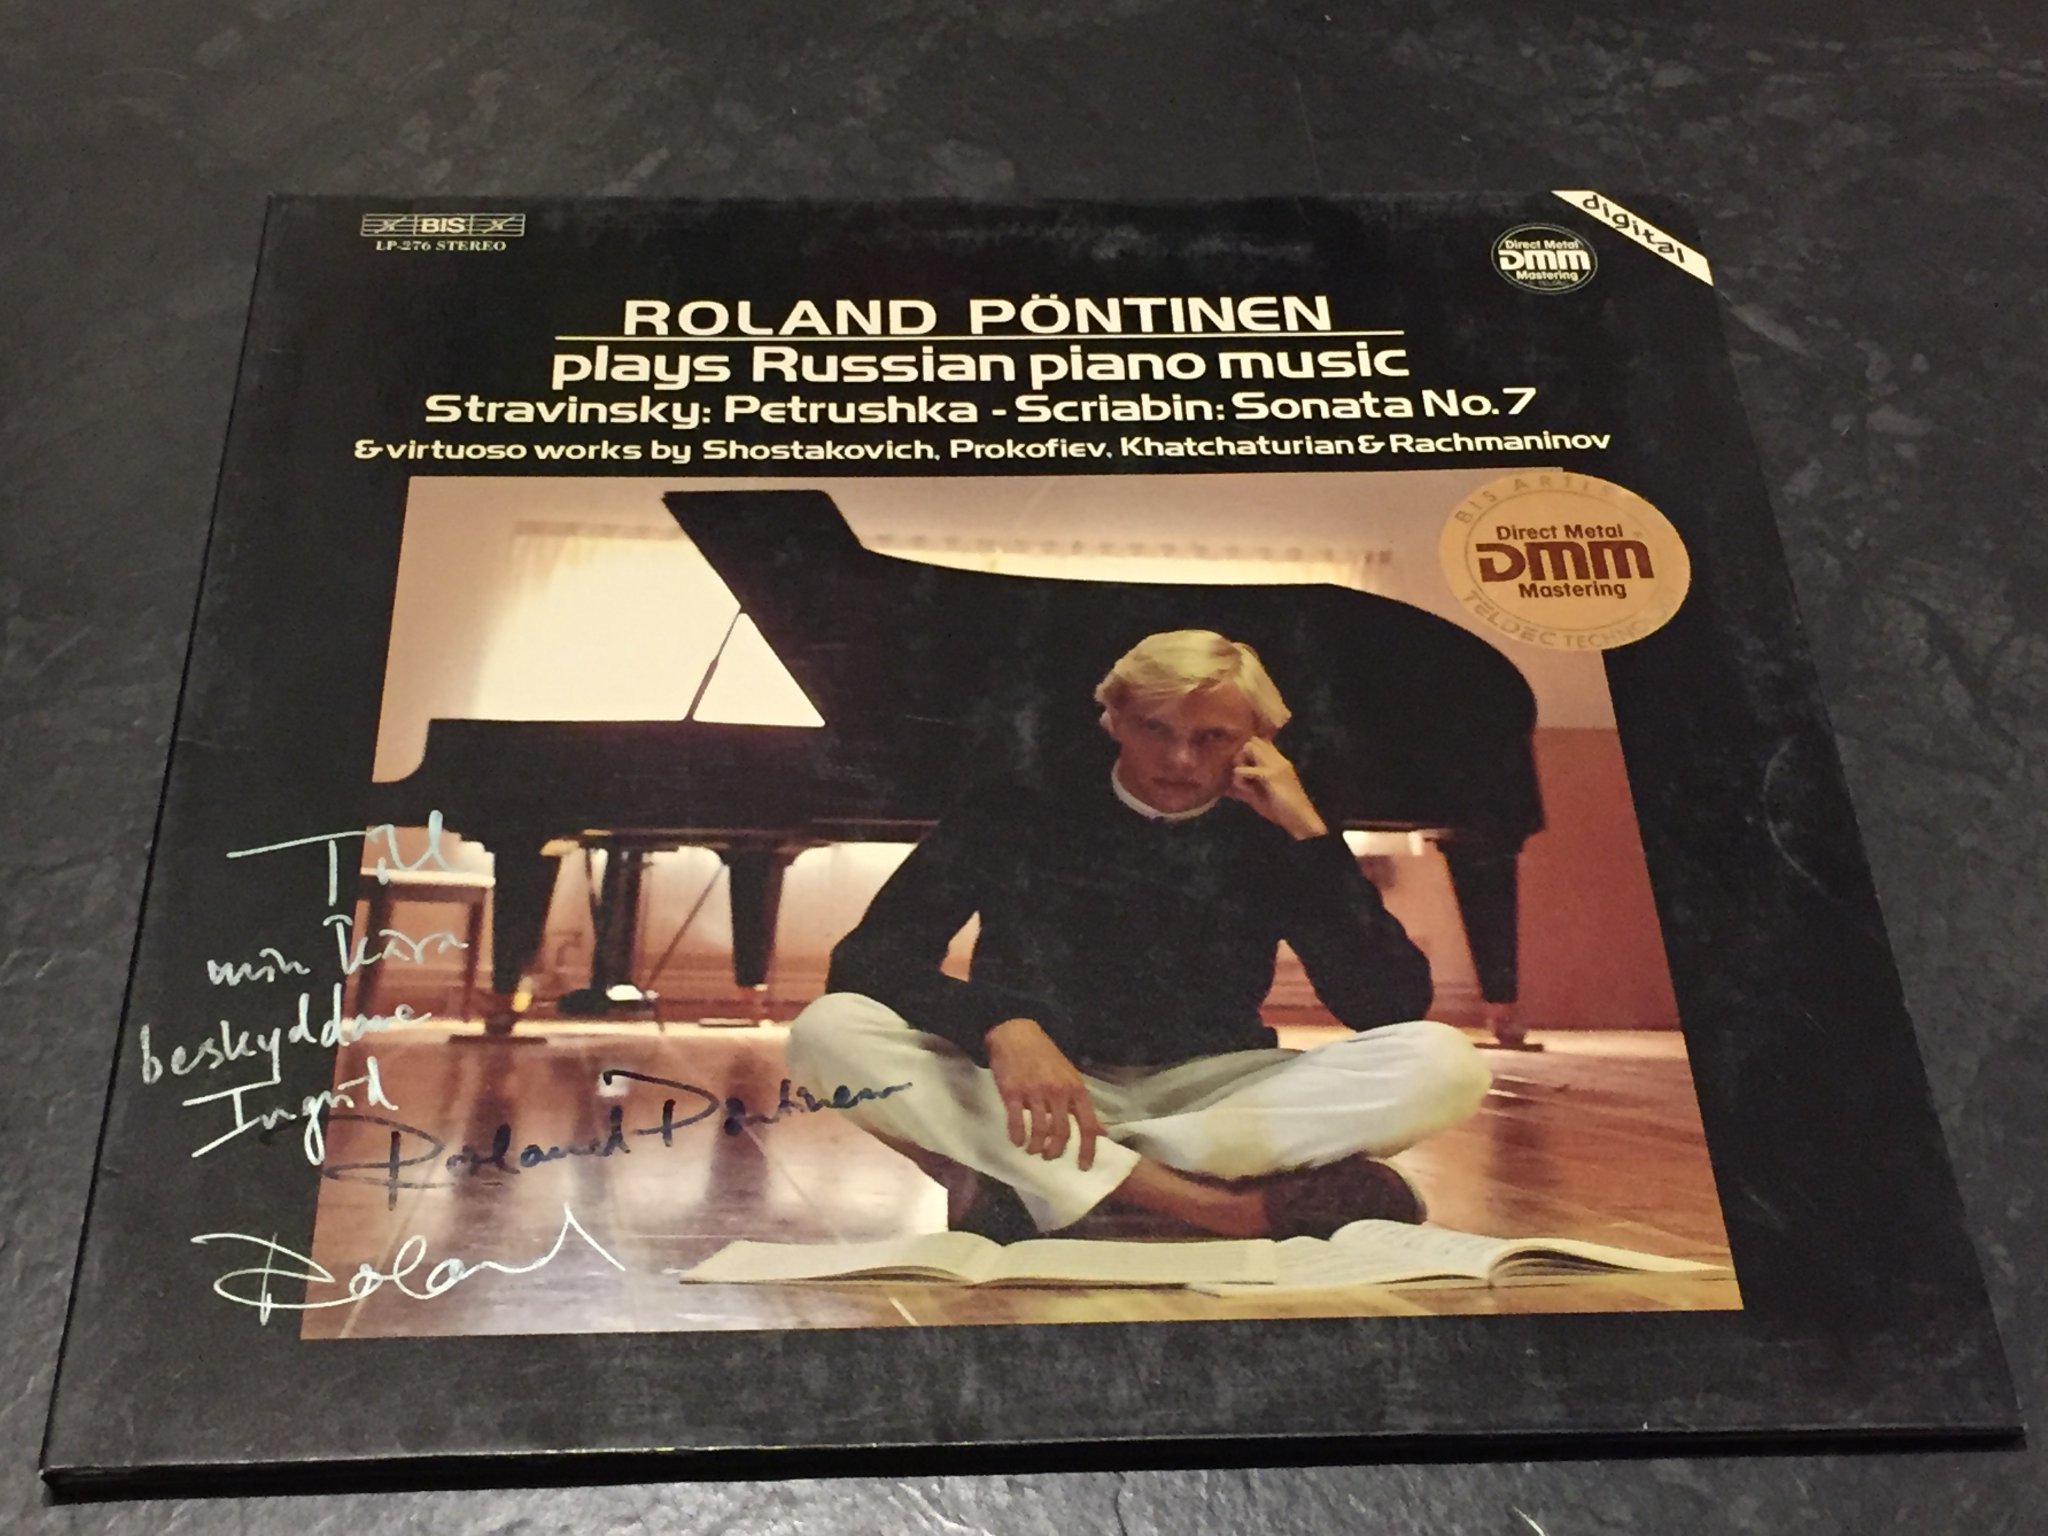 BIS
LP-276 STEREO
digital
Direct Metal
DMM
Mastering
ROLAND PÖNTINEN
plays Russian piano music
Stravinsky: Petrushka - Scriabin: Sonata No. 7
& virtuoso works by Shostakovich, Prokofiev, Khatchaturian & Rachmaninov
BIS
Direct Metal
DMM
Mastering
TELDEC
Till
min kära
beskyddare
Ingrid
Roland Pöntinen
Roland